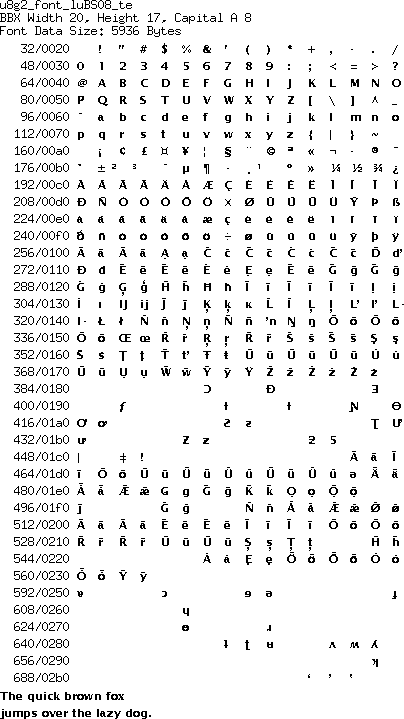 u8g2_font_luBS08_te
BBX Width 20, Height 17, Capital A 8
Font Data Size: 5936 Bytes
32/0020 ! " # $ % & ' ( ) * + , - . /
48/0030 0 1 2 3 4 5 6 7 8 9 : ; < = > ?
64/0040 @ A B C D E F G H I J K L M N O
80/0050 P Q R S T U V W X Y Z [ \ ] ^ _
96/0060 ` a b c d e f g h i j k l m n o
112/0070 p q r s t u v w x y z { | } ~
160/00a0 ¡ ¢ £ ¤ ¥ ¦ § ¨ © ª « ¬ - ® ¯
176/00b0 ° ± ² ³ ´ µ ¶ · ¸ ¹ º » ¼ ½ ¾ ¿
192/00c0 À Á Â Ã Ä Å Æ Ç È É Ê Ë Ì Í Î Ï
208/00d0 Ð Ñ Ò Ó Ô Õ Ö × Ø Ù Ú Û Ü Ý Þ ß
224/00e0 à á â ã ä å æ ç è é ê ë ì í î ï
240/00f0 ð ñ ò ó ô õ ö ÷ ø ù ú û ü ý þ ÿ
256/0100 Ā ā Ă ă Ą ą Ć ć Ĉ ĉ Ċ ċ Č č Ď ď
272/0110 Đ đ Ē ē Ĕ ĕ Ė ė Ę ę Ě ě Ĝ ĝ Ğ ğ
288/0120 Ġ ġ Ģ ģ Ĥ ĥ Ħ ħ Ĩ ĩ Ī ī Ĭ ĭ Į į
304/0130 İ ı Ĳ ĳ Ĵ ĵ Ķ ķ ĸ Ĺ ĺ Ļ ļ Ľ ľ Ŀ
320/0140 ŀ Ł ł Ń ń Ņ ņ Ň ň ŉ Ŋ ŋ Ō ō Ŏ ŏ
336/0150 Ő ő Œ œ Ŕ ŕ Ŗ ŗ Ř ř Ś ś Ŝ ŝ Ş ş
352/0160 Š š Ţ ţ Ť ť Ŧ ŧ Ũ ũ Ū ū Ŭ ŭ Ů ů
368/0170 Ű ű Ų ų Ŵ ŵ Ŷ ŷ Ÿ Ź ź Ż ż Ž ž
384/0180 Ɔ Ɖ Ǝ
400/0190 ƒ ƚ Ɲ Ɵ
416/01a0 Ơ ơ Ʈ Ư
432/01b0 ư Ƶ ƶ
448/01c0 ǀ ǂ ǃ Ǎ ǎ Ǐ
464/01d0 ǐ Ǒ ǒ Ǔ ǔ Ǖ ǖ Ǘ ǘ Ǚ ǚ Ǜ ǜ ǝ Ǟ ǟ
480/01e0 Ǡ ǡ Ǣ ǣ Ǥ ǥ Ǧ ǧ Ǩ ǩ Ǫ ǫ Ǭ ǭ
496/01f0 ǰ Ǵ ǵ Ǹ ǹ Ǻ ǻ Ǽ ǽ Ǿ ǿ
512/0200 Ȁ ȁ Ȃ ȃ Ȅ ȅ Ȇ ȇ Ȉ ȉ Ȋ ȋ Ȍ ȍ Ȏ ȏ
528/0210 Ȑ ȑ Ȓ ȓ Ȕ ȕ Ȗ ȗ Ș ș Ț ț Ȟ ȟ
544/0220 Ȧ ȧ Ȩ ȩ Ȫ ȫ Ȭ ȭ Ȯ ȯ
560/0230 Ȱ ȱ Ȳ ȳ
592/0250 ɐ ɔ ɘ ə ɟ
608/0260 ɥ
624/0270 ɵ
640/0280 ʇ ʈ ʉ ʌ ʍ ʎ
656/0290 ʞ
688/02b0
The quick brown fox
jumps over the lazy dog.